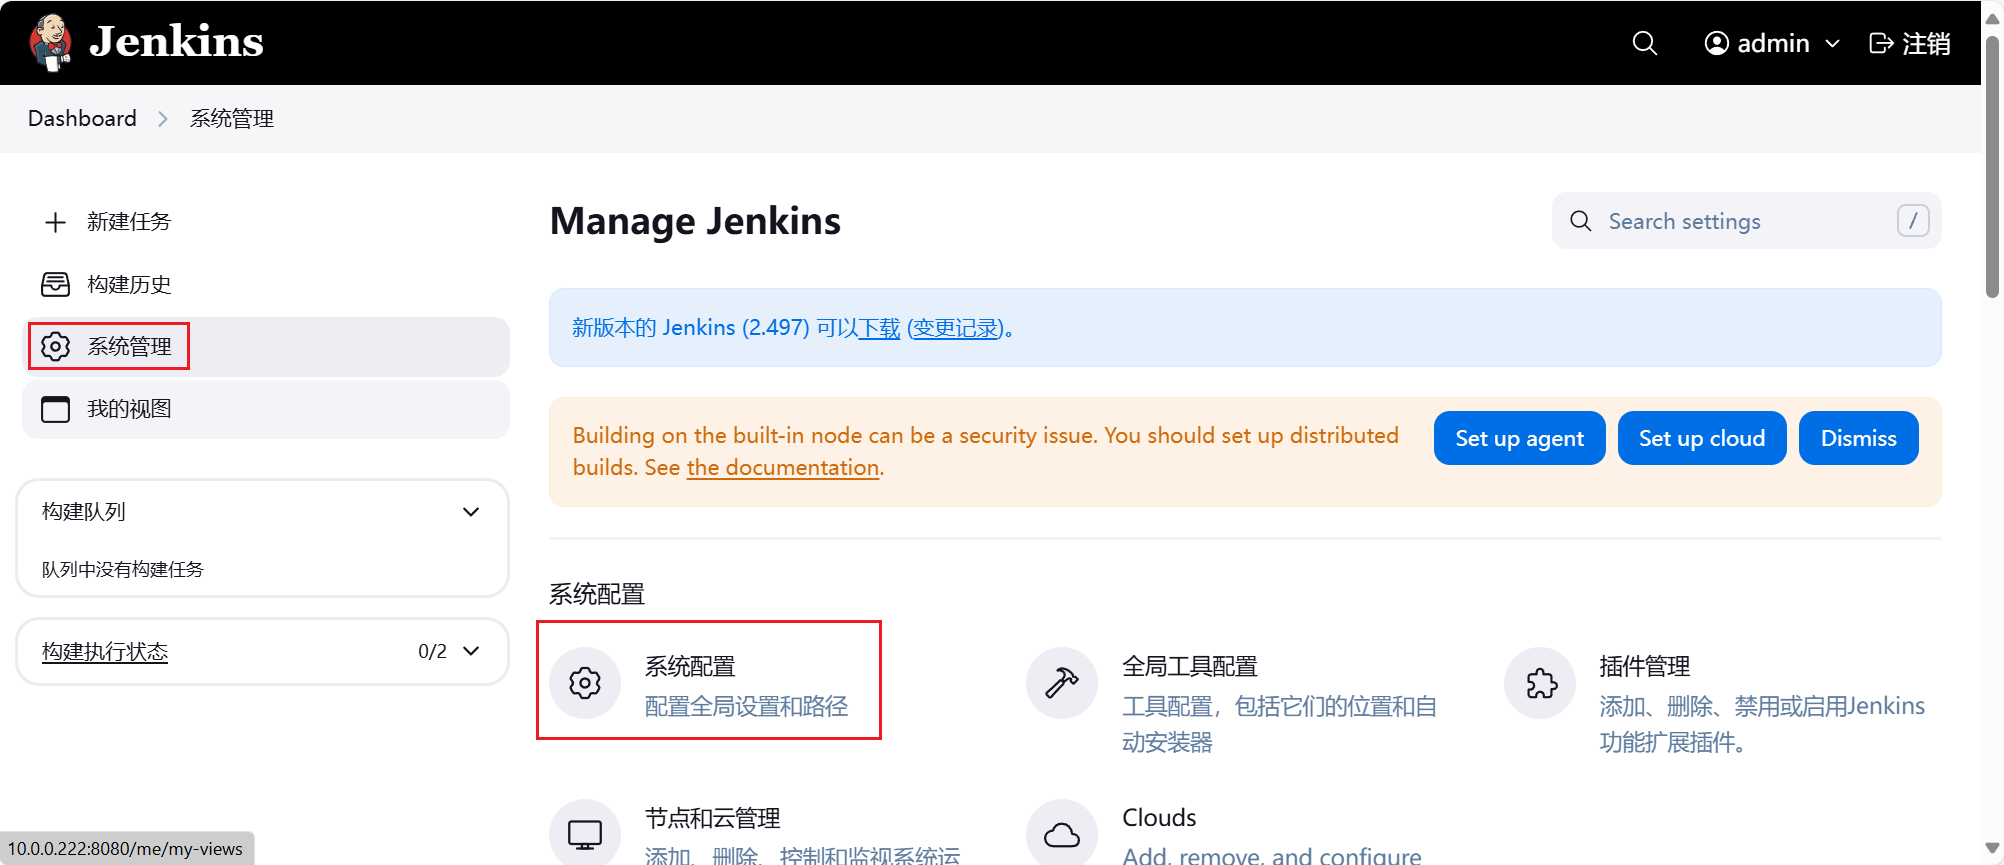 Jenkins
admin
注销
Dashboard
系统管理
新建任务
构建历史
系统管理
我的视图
构建队列
队列中没有构建任务
构建执行状态 0/2
Manage Jenkins
Search settings /
新版本的 Jenkins (2.497) 可以下载 (变更记录)。
Building on the built-in node can be a security issue. You should set up distributed
builds. See the documentation.
Set up agent
Set up cloud
Dismiss
系统配置
系统配置
配置全局设置和路径
全局工具配置
工具配置，包括它们的位置和自
动安装器
插件管理
添加、删除、禁用或启用Jenkins
功能扩展插件。
节点和云管理
添加、删除、控制和监视系统运
Clouds
Add, remove, and configure
10.0.0.222:8080/me/my-views